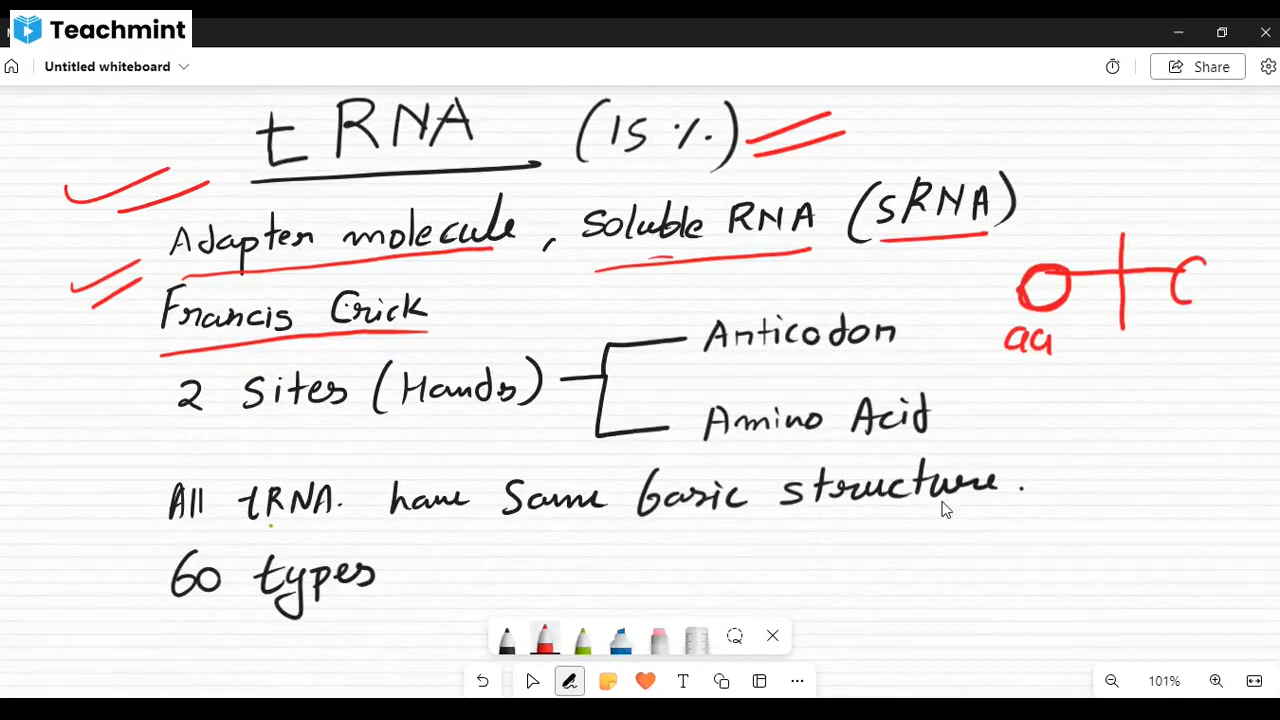 Teachmint
Untitled whiteboard
Share
tRNA (15%)
Adapter molecule, Soluble RNA (sRNA)
Francis Crick
aa
2 Sites (Hands)
Anticodon
Amino Acid
All tRNA. have Same basic structure.
60 types
101%